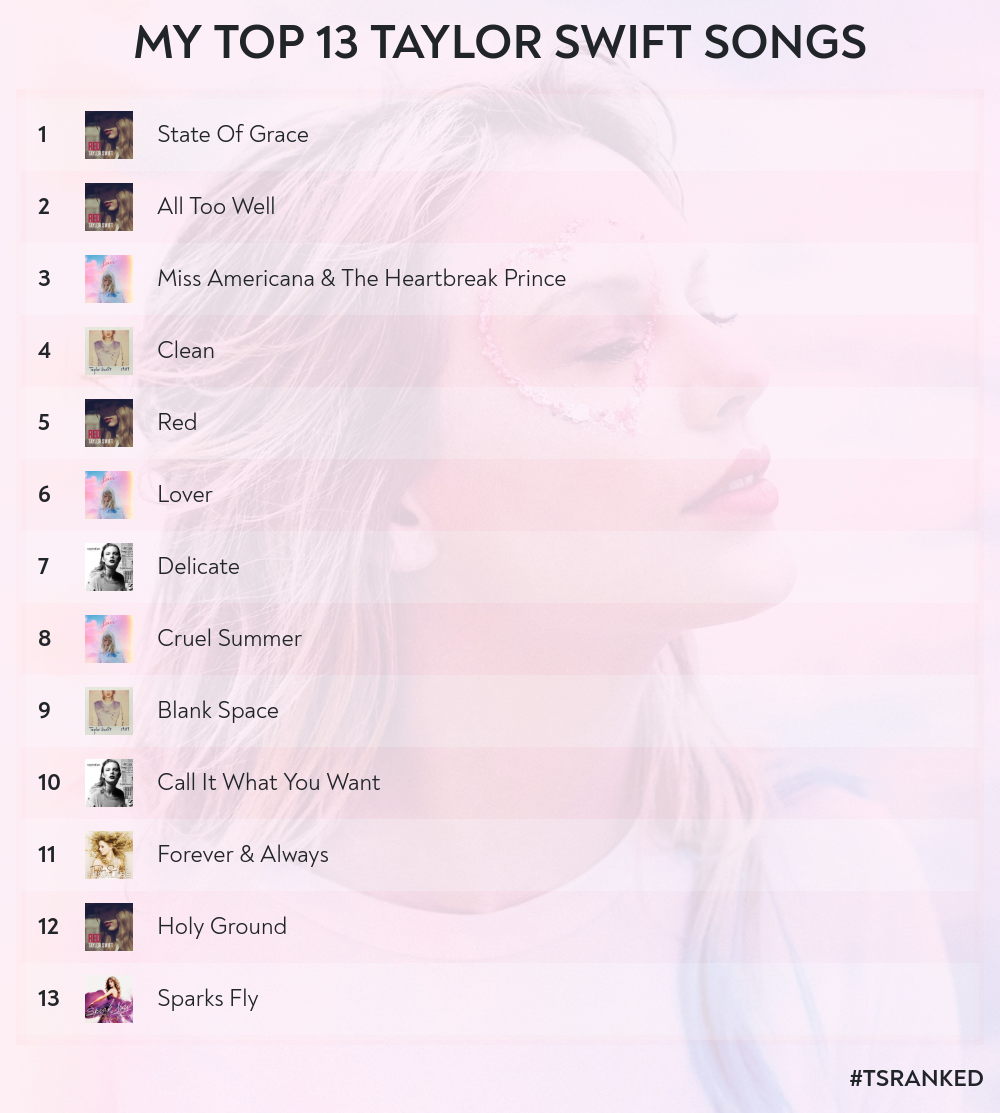 MY TOP 13 TAYLOR SWIFT SONGS
1 State Of Grace
2 All Too Well
3 Miss Americana & The Heartbreak Prince
4 Clean
5 Red
6 Lover
7 Delicate
8 Cruel Summer
9 Blank Space
10 Call It What You Want
11 Forever & Always
12 Holy Ground
13 Sparks Fly
#TSRANKED